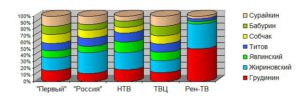 100%
90%
80%
70%
60%
50%
40%
30%
20%
10%
0%
"Первый" "Россия" НТВ ТВЦ Рен-ТВ
Сурайкин
Бабурин
Собчак
Титов
Явлинский
Жириновский
Грудинин